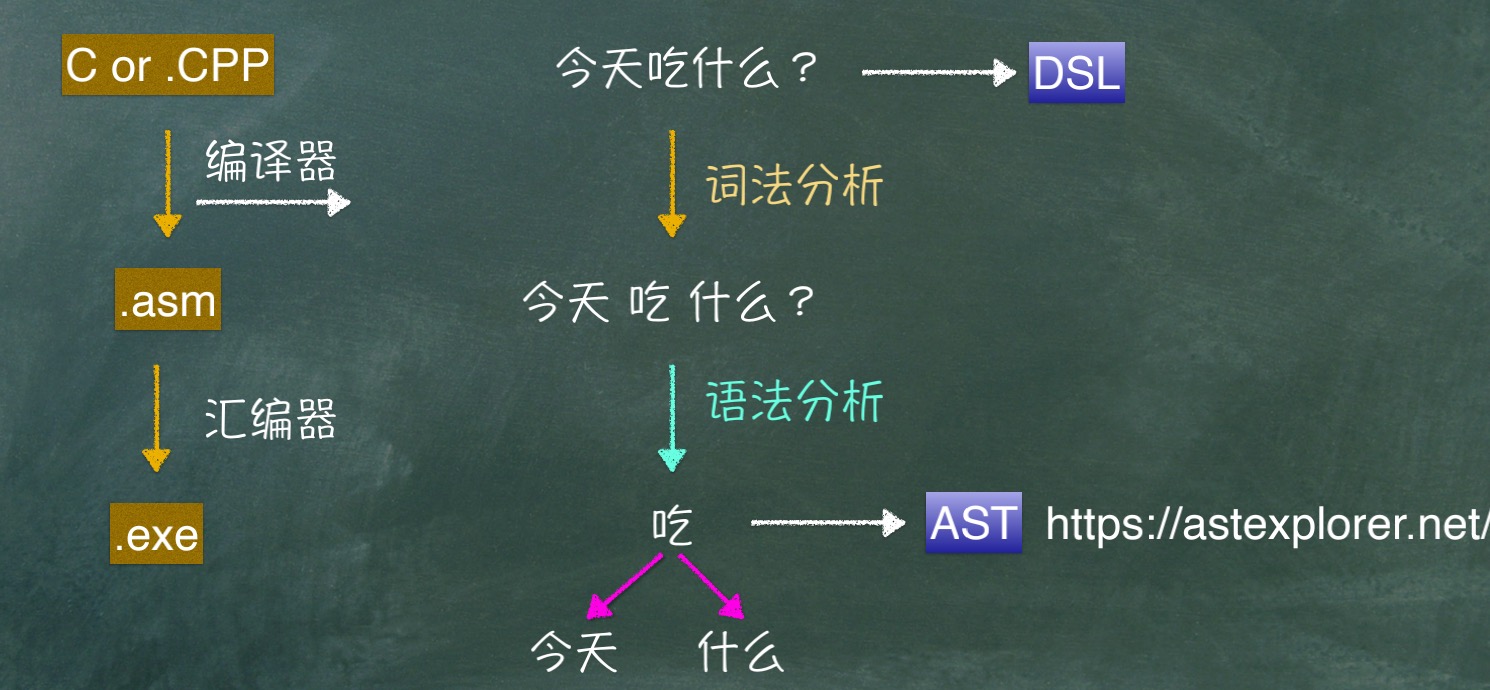 C or .CPP
编译器
.asm
汇编器
.exe
今天吃什么？
DSL
词法分析
今天 吃 什么？
语法分析
吃
AST
https://astexplorer.net/
今天
什么